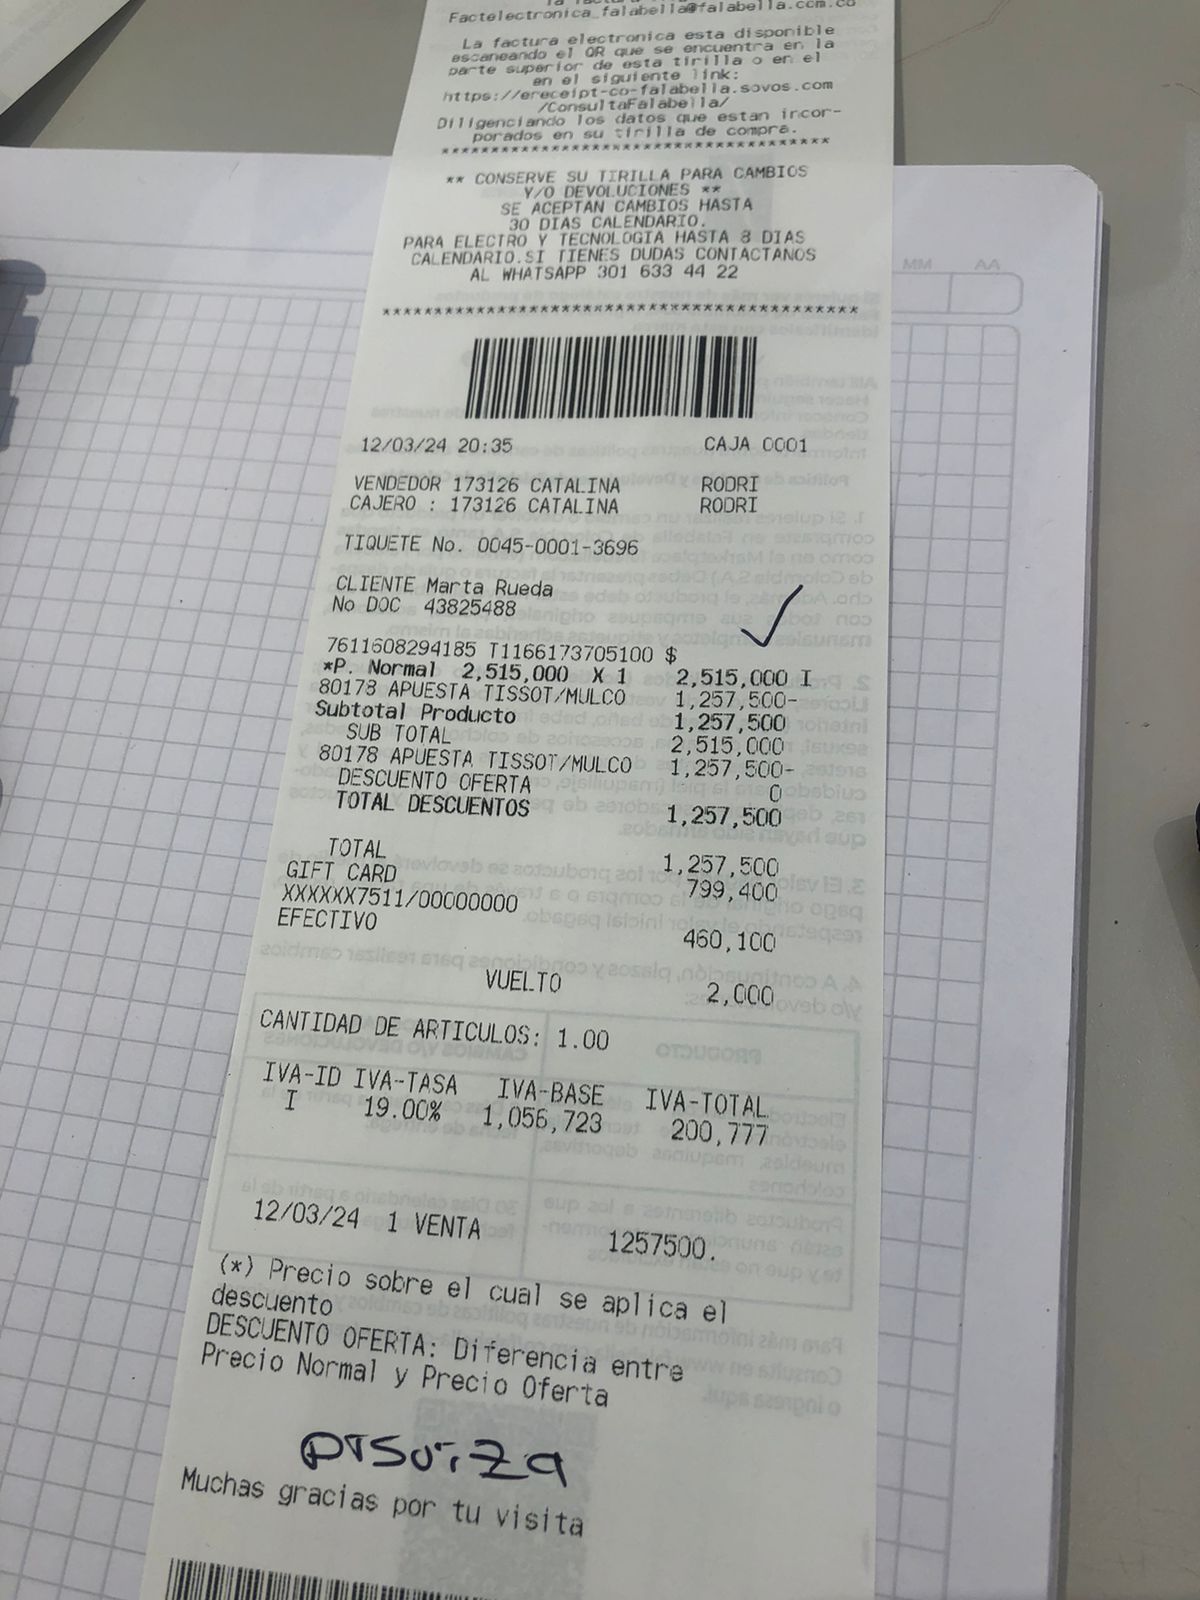 la factura
Factelectronica_falabella@falabella.com.co
La factura electronica esta disponible
escaneando el QR que se encuentra en la
parte superior de esta tirilla o en el
en el siguiente link:
https://ereceipt-co-falabella.sovos.com
/ConsultaFalabella/
Diligenciando los datos que estan incor-
porados en su tirilla de compra.
*************************************
** CONSERVE SU TIRILLA PARA CAMBIOS
Y/O DEVOLUCIONES **
SE ACEPTAN CAMBIOS HASTA
30 DIAS CALENDARIO.
PARA ELECTRO Y TECNOLOGIA HASTA 8 DIAS
CALENDARIO.SI TIENES DUDAS CONTACTANOS
AL WHATSAPP 301 633 44 22
*************************************
12/03/24 20:35 CAJA 0001
VENDEDOR 173126 CATALINA RODRI
CAJERO : 173126 CATALINA RODRI
TIQUETE No. 0045-0001-3696
CLIENTE Marta Rueda
No DOC 43825488
7611608294185 T1166173705100 $
*P. Normal 2,515,000 X 1 2,515,000 I
80178 APUESTA TISSOT/MULCO 1,257,500-
Subtotal Producto 1,257,500
SUB TOTAL 2,515,000
80178 APUESTA TISSOT/MULCO 1,257,500-
DESCUENTO OFERTA 0
TOTAL DESCUENTOS 1,257,500
TOTAL 1,257,500
GIFT CARD 799,400
XXXXXX7511/00000000
EFECTIVO 460,100
VUELTO 2,000
CANTIDAD DE ARTICULOS: 1.00
IVA-ID IVA-TASA IVA-BASE IVA-TOTAL
I 19.00% 1,056,723 200,777
12/03/24 1 VENTA 1257500.
(*) Precio sobre el cual se aplica el
descuento
DESCUENTO OFERTA: Diferencia entre
Precio Normal y Precio Oferta
Muchas gracias por tu visita
AA MM